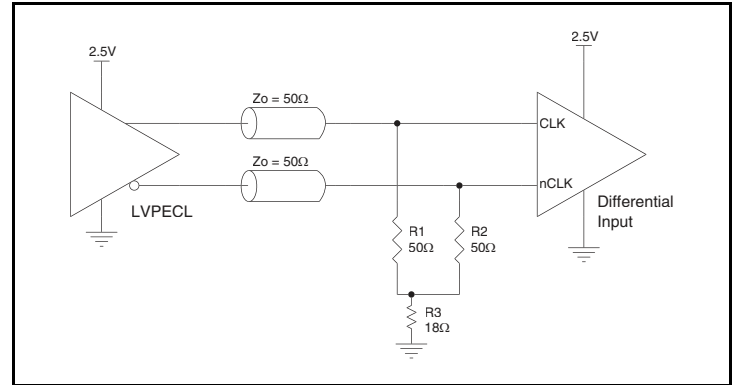 2.5V
2.5V
Zo = 50Ω
CLK
Zo = 50Ω
nCLK
LVPECL
Differential
Input
R1
50Ω
R2
50Ω
R3
18Ω